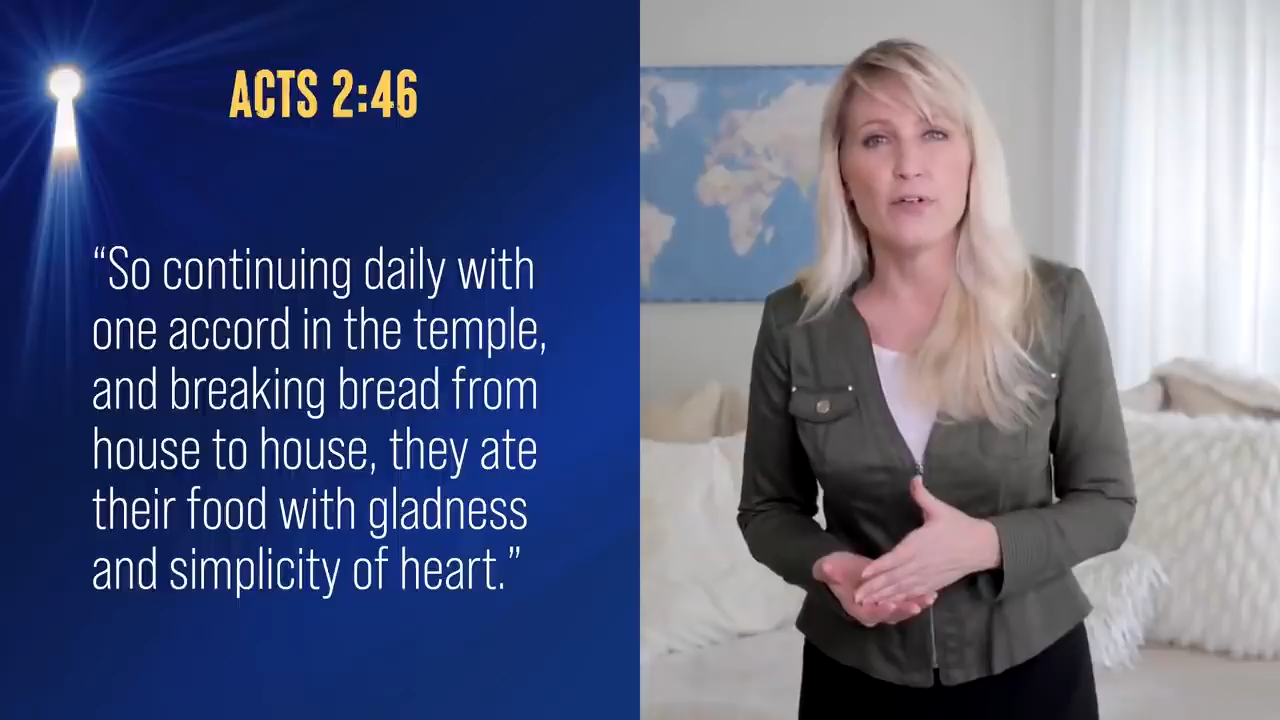 ACTS 2:46
“So continuing daily with
one accord in the temple,
and breaking bread from
house to house, they ate
their food with gladness
and simplicity of heart.”